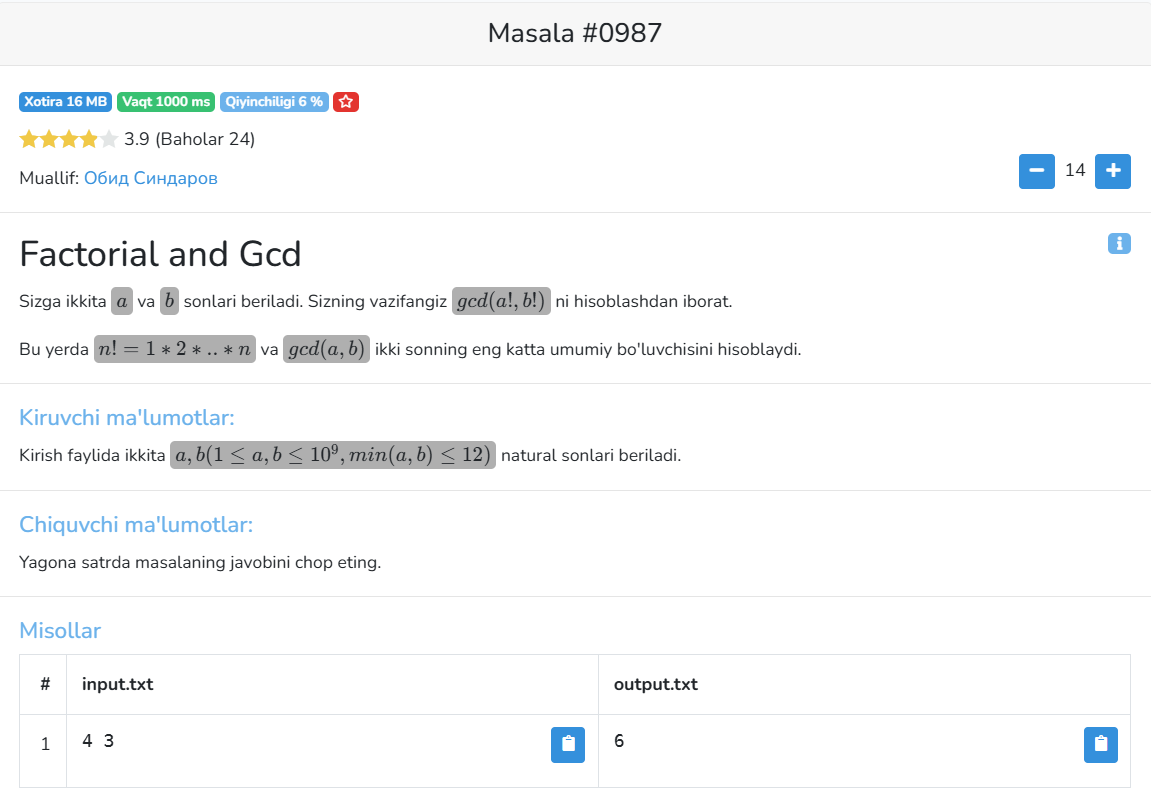 Masala #0987
Xotira 16 MB Vaqt 1000 ms Qiyinchiligi 6 %
3.9 (Baholar 24)
Muallif: Обид Синдаров
14
Factorial and Gcd
Sizga ikkita a va b sonlari beriladi. Sizning vazifangiz gcd(a!, b!) ni hisoblashdan iborat.
Bu yerda n! = 1 * 2 * .. * n va gcd(a, b) ikki sonning eng katta umumiy bo'luvchisini hisoblaydi.
Kiruvchi ma'lumotlar:
Kirish faylida ikkita a, b(1 ≤ a, b ≤ 10⁹, min(a, b) ≤ 12) natural sonlari beriladi.
Chiquvchi ma'lumotlar:
Yagona satrda masalaning javobini chop eting.
Misollar
# input.txt output.txt
1 4 3 6